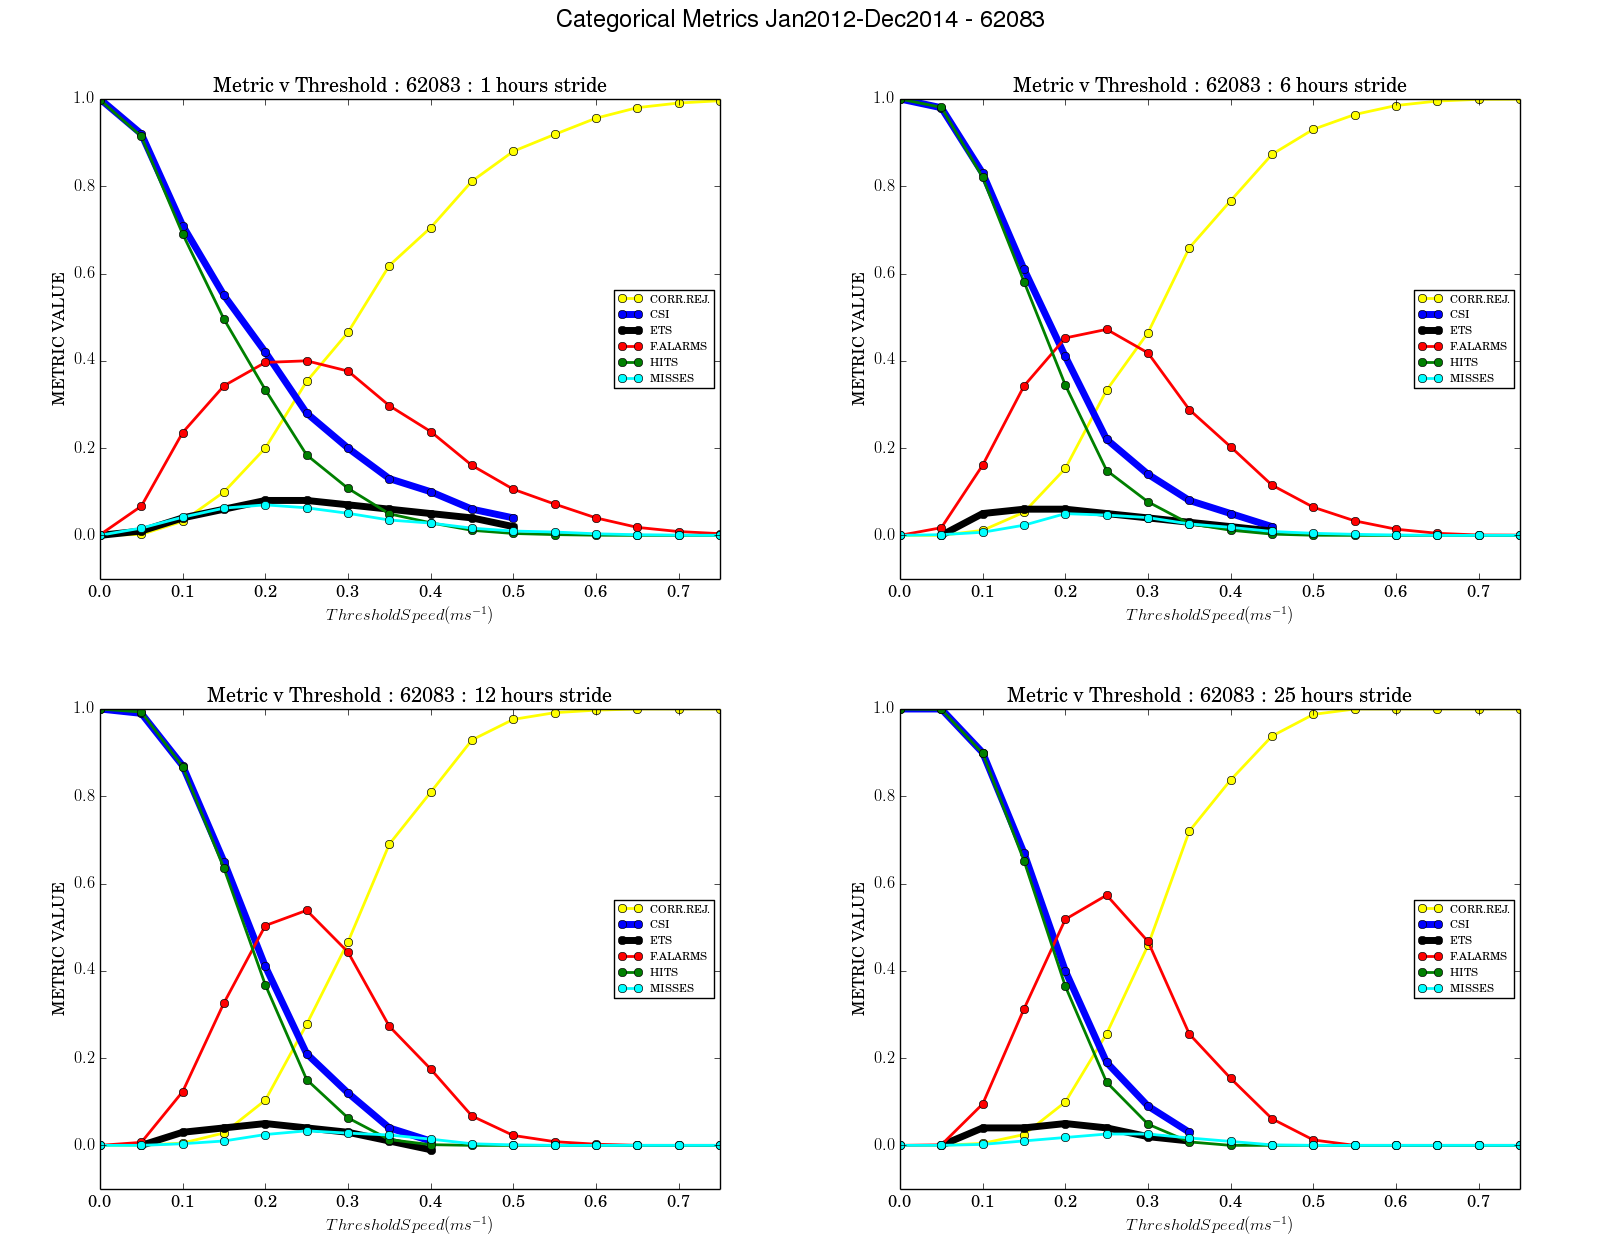 Categorical Metrics Jan2012-Dec2014 - 62083
Metric v Threshold : 62083 : 1 hours stride
1.0
0.8
0.6
0.4
0.2
0.0
METRIC VALUE
CORR.REJ.
CSI
ETS
F.ALARMS
HITS
MISSES
0.0 0.1 0.2 0.3 0.4 0.5 0.6 0.7
ThresholdSpeed(ms⁻¹)
Metric v Threshold : 62083 : 6 hours stride
1.0
0.8
0.6
0.4
0.2
0.0
METRIC VALUE
CORR.REJ.
CSI
ETS
F.ALARMS
HITS
MISSES
0.0 0.1 0.2 0.3 0.4 0.5 0.6 0.7
ThresholdSpeed(ms⁻¹)
Metric v Threshold : 62083 : 12 hours stride
1.0
0.8
0.6
0.4
0.2
0.0
METRIC VALUE
CORR.REJ.
CSI
ETS
F.ALARMS
HITS
MISSES
0.0 0.1 0.2 0.3 0.4 0.5 0.6 0.7
ThresholdSpeed(ms⁻¹)
Metric v Threshold : 62083 : 25 hours stride
1.0
0.8
0.6
0.4
0.2
0.0
METRIC VALUE
CORR.REJ.
CSI
ETS
F.ALARMS
HITS
MISSES
0.0 0.1 0.2 0.3 0.4 0.5 0.6 0.7
ThresholdSpeed(ms⁻¹)